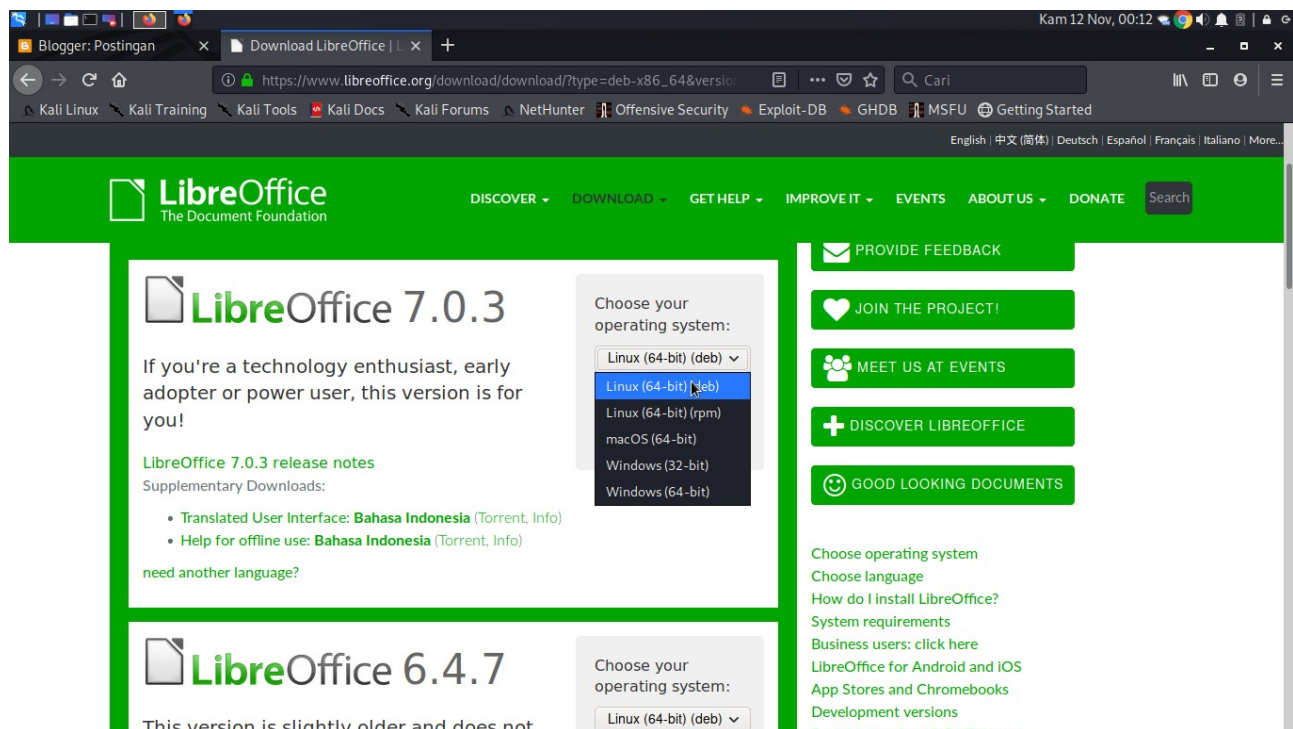 Kam 12 Nov, 00:12
Blogger: Postingan
Download LibreOffice | L
https://www.libreoffice.org/download/download/?type=deb-x86_64&versio
Cari
Kali Linux Kali Training Kali Tools Kali Docs Kali Forums NetHunter Offensive Security Exploit-DB GHDB MSFU Getting Started
English | 中文 (简体) | Deutsch | Español | Français | Italiano | More...
LibreOffice
The Document Foundation
DISCOVER DOWNLOAD GET HELP IMPROVE IT EVENTS ABOUT US DONATE Search
LibreOffice 7.0.3
If you're a technology enthusiast, early
adopter or power user, this version is for
you!
LibreOffice 7.0.3 release notes
Supplementary Downloads:
• Translated User Interface: Bahasa Indonesia (Torrent, Info)
• Help for offline use: Bahasa Indonesia (Torrent, Info)
need another language?
Choose your
operating system:
Linux (64-bit) (deb)
Linux (64-bit) (deb)
Linux (64-bit) (rpm)
macOS (64-bit)
Windows (32-bit)
Windows (64-bit)
LibreOffice 6.4.7
This version is slightly older and does not
Choose your
operating system:
Linux (64-bit) (deb)
PROVIDE FEEDBACK
JOIN THE PROJECT!
MEET US AT EVENTS
DISCOVER LIBREOFFICE
GOOD LOOKING DOCUMENTS
Choose operating system
Choose language
How do I install LibreOffice?
System requirements
Business users: click here
LibreOffice for Android and iOS
App Stores and Chromebooks
Development versions